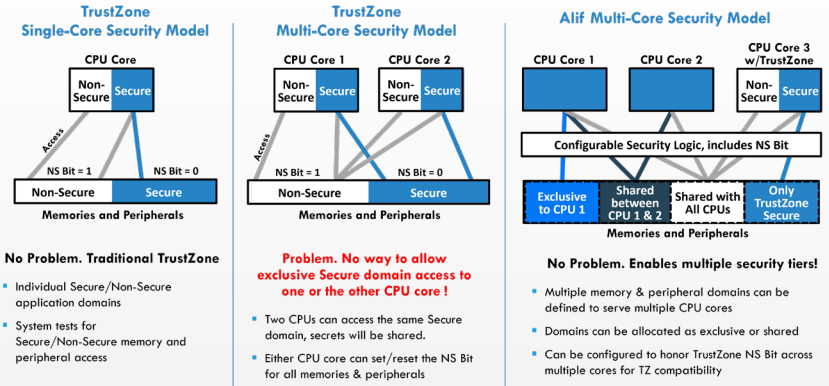 TrustZone
Single-Core Security Model
CPU Core
Non-
Secure
Secure
Access
NS Bit = 1
NS Bit = 0
Non-Secure
Secure
Memories and Peripherals
No Problem. Traditional TrustZone
▪ Individual Secure/Non-Secure
application domains
▪ System tests for
Secure/Non-Secure memory and
peripheral access
TrustZone
Multi-Core Security Model
CPU Core 1
CPU Core 2
Non-
Secure
Secure
Non-
Secure
Secure
Access
NS Bit = 1
NS Bit = 0
Non-Secure
Secure
Memories and Peripherals
Problem. No way to allow
exclusive Secure domain access to
one or the other CPU core !
▪ Two CPUs can access the same Secure
domain, secrets will be shared.
▪ Either CPU core can set/reset the NS Bit
for all memories & peripherals
Alif Multi-Core Security Model
CPU Core 1
CPU Core 2
CPU Core 3
w/TrustZone
Non-
Secure
Secure
Configurable Security Logic, includes NS Bit
Exclusive
to CPU 1
Shared
between
CPU 1 & 2
Shared with
All CPUs
Only
TrustZone
Secure
Memories and Peripherals
No Problem. Enables multiple security tiers!
▪ Multiple memory & peripheral domains can be
defined to serve multiple CPU cores
▪ Domains can be allocated as exclusive or shared
▪ Can be configured to honor TrustZone NS Bit across
multiple cores for TZ compatibility